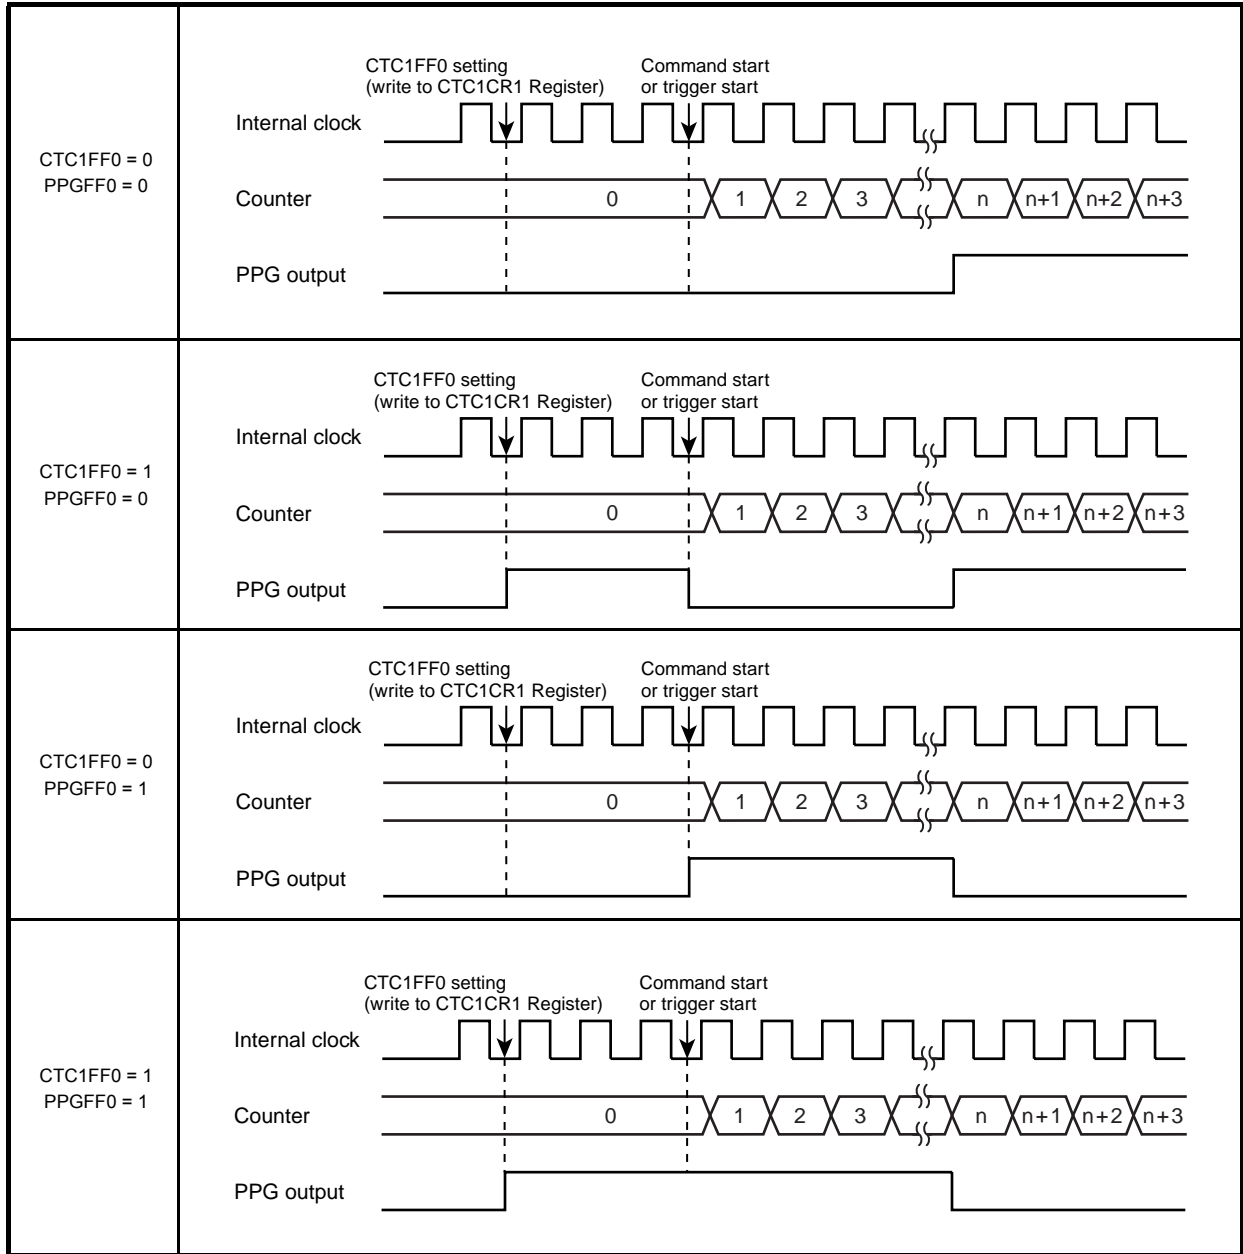 CTC1FF0 = 0
PPGFF0 = 0
CTC1FF0 setting
(write to CTC1CR1 Register)
Command start
or trigger start
Internal clock
Counter
0 1 2 3 n n+1 n+2 n+3
PPG output
CTC1FF0 = 1
PPGFF0 = 0
CTC1FF0 setting
(write to CTC1CR1 Register)
Command start
or trigger start
Internal clock
Counter
0 1 2 3 n n+1 n+2 n+3
PPG output
CTC1FF0 = 0
PPGFF0 = 1
CTC1FF0 setting
(write to CTC1CR1 Register)
Command start
or trigger start
Internal clock
Counter
0 1 2 3 n n+1 n+2 n+3
PPG output
CTC1FF0 = 1
PPGFF0 = 1
CTC1FF0 setting
(write to CTC1CR1 Register)
Command start
or trigger start
Internal clock
Counter
0 1 2 3 n n+1 n+2 n+3
PPG output